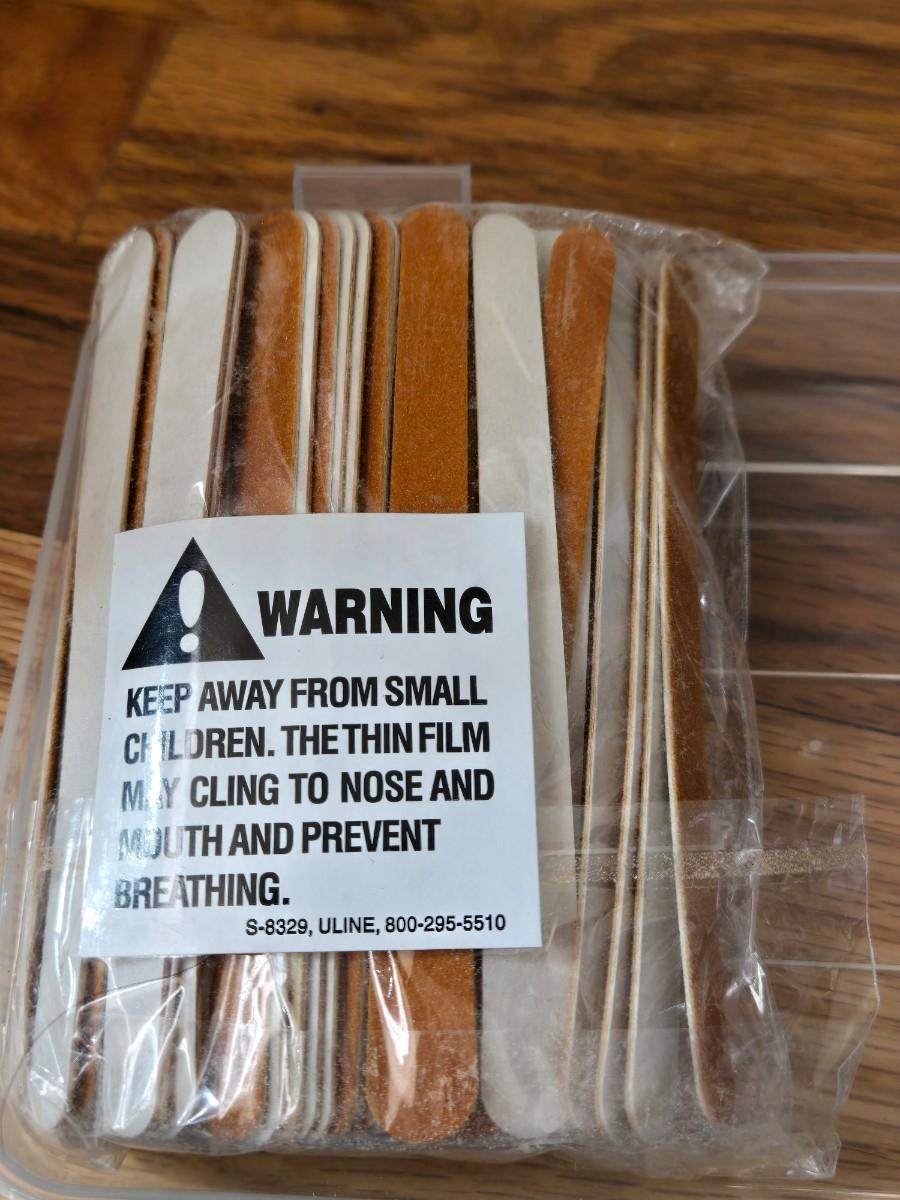 WARNING
KEEP AWAY FROM SMALL
CHILDREN. THE THIN FILM
MAY CLING TO NOSE AND
MOUTH AND PREVENT
BREATHING.
S-8329, ULINE, 800-295-5510